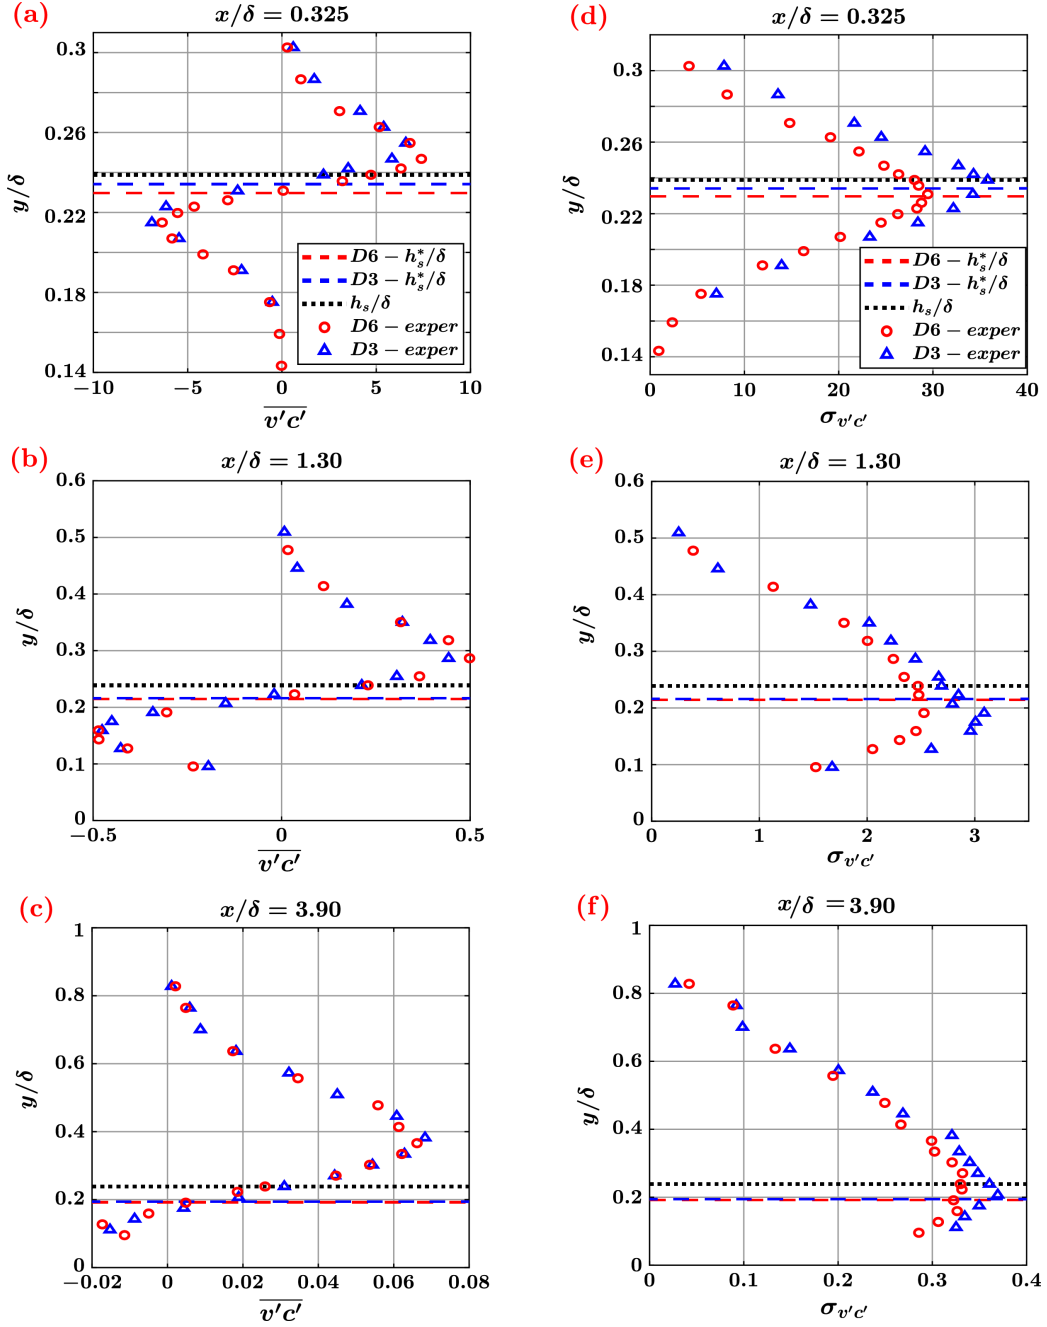 (a)
x/δ = 0.325
0.3
0.26
0.22
0.18
0.14
y/δ
−10
−5
0
5
10
v′c′
D6 − h*s/δ
D3 − h*s/δ
hs/δ
D6 − exper
D3 − exper
(d)
x/δ = 0.325
0.3
0.26
0.22
0.18
0.14
y/δ
0
10
20
30
40
σv′c′
D6 − h*s/δ
D3 − h*s/δ
hs/δ
D6 − exper
D3 − exper
(b)
x/δ = 1.30
0.6
0.5
0.4
0.3
0.2
0.1
0
y/δ
−0.5
0
0.5
v′c′
(e)
x/δ = 1.30
0.6
0.5
0.4
0.3
0.2
0.1
0
y/δ
0
1
2
3
σv′c′
(c)
x/δ = 3.90
1
0.8
0.6
0.4
0.2
0
y/δ
−0.02
0
0.02
0.04
0.06
0.08
v′c′
(f)
x/δ = 3.90
1
0.8
0.6
0.4
0.2
0
y/δ
0
0.1
0.2
0.3
0.4
σv′c′